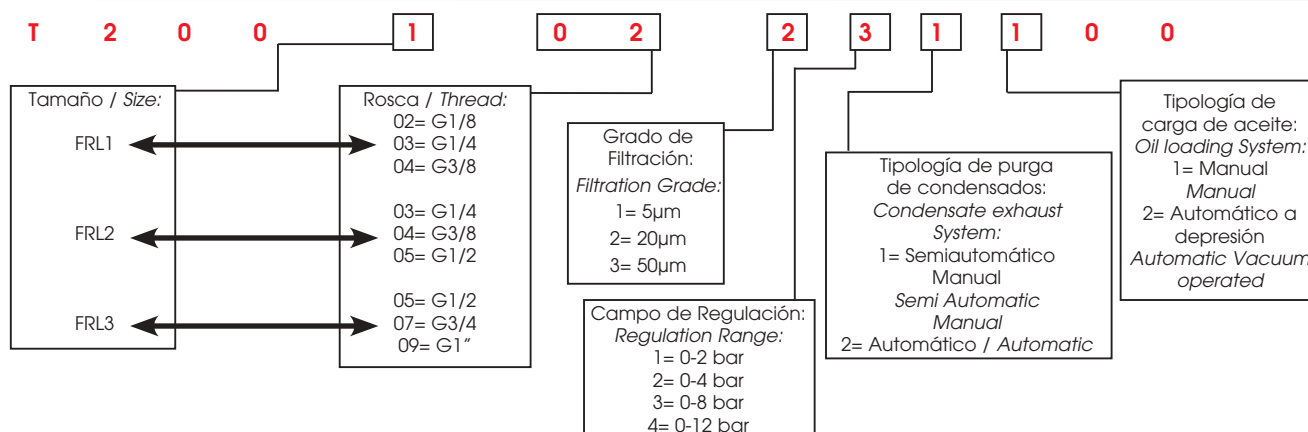 T 2 0 0 1 0 2 2 3 1 1 0 0
Tamaño / Size:
FRL1
FRL2
FRL3
Rosca / Thread:
02= G1/8
03= G1/4
04= G3/8
03= G1/4
04= G3/8
05= G1/2
05= G1/2
07= G3/4
09= G1”
Grado de
Filtración:
Filtration Grade:
1= 5µm
2= 20µm
3= 50µm
Campo de Regulación:
Regulation Range:
1= 0-2 bar
2= 0-4 bar
3= 0-8 bar
4= 0-12 bar
Tipología de purga
de condensados:
Condensate exhaust
System:
1= Semiautomático
Manual
Semi Automatic
Manual
2= Automático / Automatic
Tipología de
carga de aceite:
Oil loading System:
1= Manual
Manual
2= Automático a
depresión
Automatic Vacuum
operated